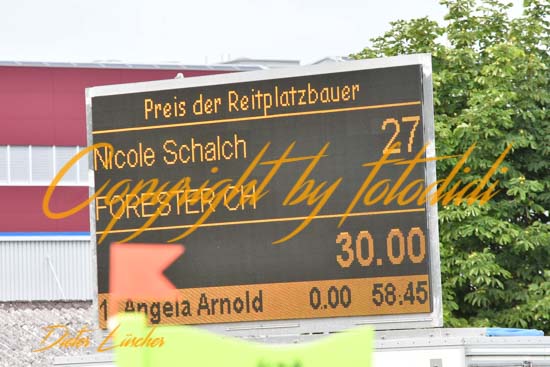 Preis der Reitplatzbauer
Nicole Schalch 27
FORESTER CH
Copyright by fotodidi
30.00
1 Angela Arnold 0.00 58.45
Dieter Lüscher